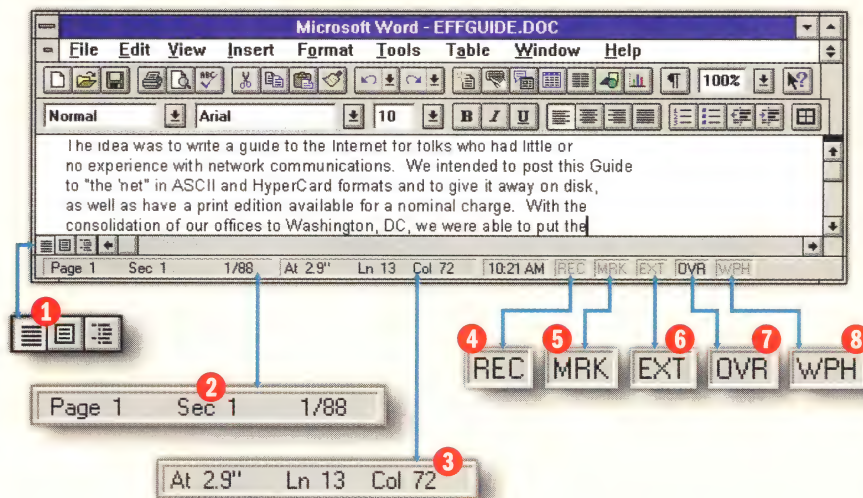 Microsoft Word - EFFGUIDE.DOC
File Edit View Insert Format Tools Table Window Help
ABC 100% ?
Normal Arial 10 B I U
The idea was to write a guide to the Internet for folks who had little or
no experience with network communications. We intended to post this Guide
to "the 'net" in ASCII and HyperCard formats and to give it away on disk,
as well as have a print edition available for a nominal charge. With the
consolidation of our offices to Washington, DC, we were able to put the
Page 1 Sec 1 1/88 At 2.9" Ln 13 Col 72 10:21 AM REC MRK EXT OVR WPH
1
4 5 6 7 8
REC MRK EXT OVR WPH
2
Page 1 Sec 1 1/88
3
At 2.9" Ln 13 Col 72